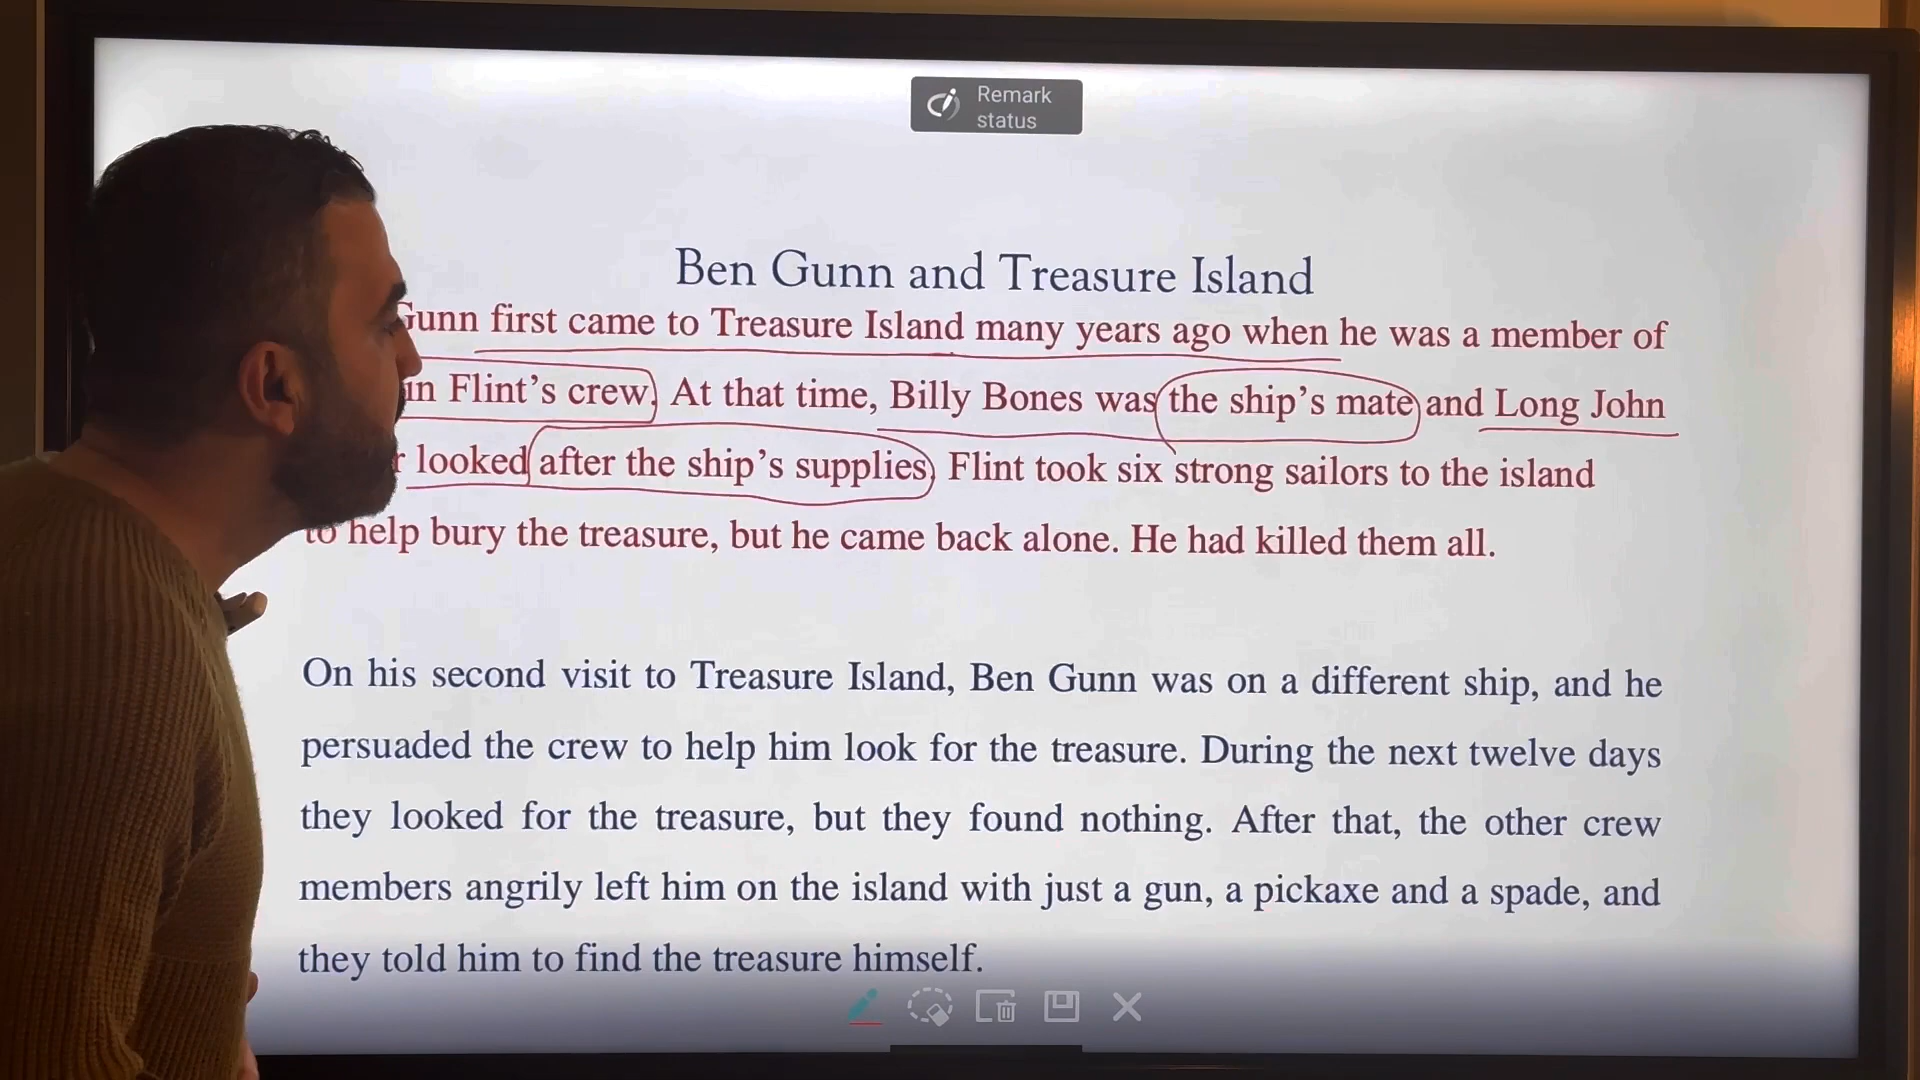 Remark
status
Ben Gunn and Treasure Island
Gunn first came to Treasure Island many years ago when he was a member of
Flint's crew. At that time, Billy Bones was the ship's mate and Long John
looked after the ship's supplies. Flint took six strong sailors to the island
to help bury the treasure, but he came back alone. He had killed them all.
On his second visit to Treasure Island, Ben Gunn was on a different ship, and he
persuaded the crew to help him look for the treasure. During the next twelve days
they looked for the treasure, but they found nothing. After that, the other crew
members angrily left him on the island with just a gun, a pickaxe and a spade, and
they told him to find the treasure himself.